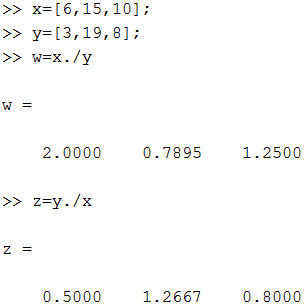 >> x=[6,15,10];
>> y=[3,19,8];
>> w=x./y
w =
2.0000 0.7895 1.2500
>> z=y./x
z =
0.5000 1.2667 0.8000